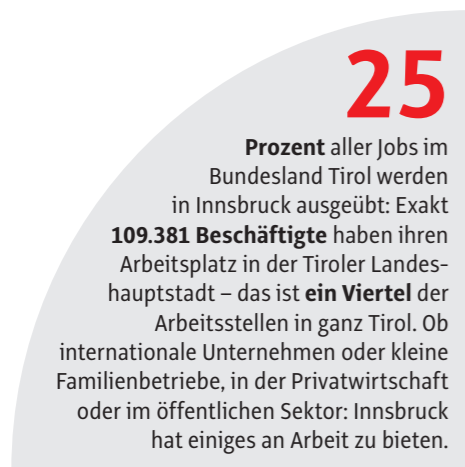 25
Prozent aller Jobs im
Bundesland Tirol werden
in Innsbruck ausgeübt: Exakt
109.381 Beschäftigte haben ihren
Arbeitsplatz in der Tiroler Landes-
hauptstadt – das ist ein Viertel der
Arbeitsstellen in ganz Tirol. Ob
internationale Unternehmen oder kleine
Familienbetriebe, in der Privatwirtschaft
oder im öffentlichen Sektor: Innsbruck
hat einiges an Arbeit zu bieten.